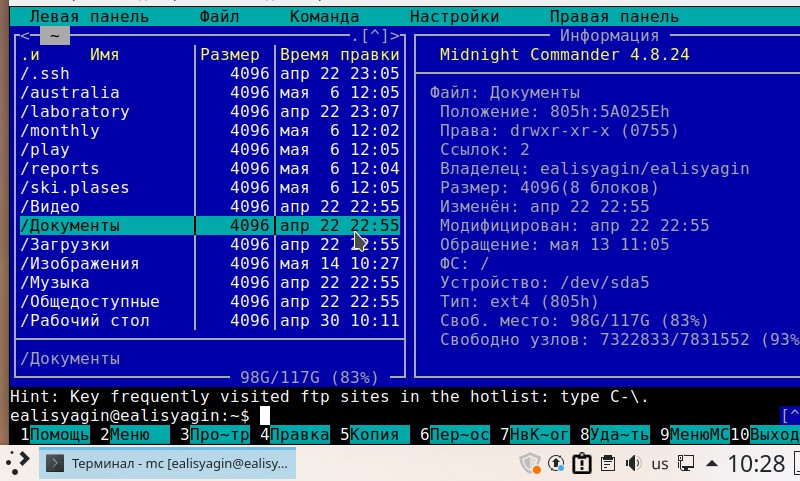 Левая панель Файл Команда Настройки Правая панель
<- ~ .[^]>
.и Имя Размер Время правки
/.ssh 4096 апр 22 23:05
/australia 4096 мая 6 12:05
/laboratory 4096 апр 22 23:07
/monthly 4096 мая 6 12:02
/play 4096 мая 6 12:05
/reports 4096 мая 6 12:04
/ski.plases 4096 мая 6 12:05
/Видео 4096 апр 22 22:55
/Документы 4096 апр 22 22:55
/Загрузки 4096 апр 22 22:55
/Изображения 4096 мая 14 10:27
/Музыка 4096 апр 22 22:55
/Общедоступные 4096 апр 22 22:55
/Рабочий стол 4096 апр 30 10:11
/Документы
98G/117G (83%)
Информация
Midnight Commander 4.8.24
Файл: Документы
Положение: 805h:5A025Eh
Права: drwxr-xr-x (0755)
Ссылок: 2
Владелец: ealisyagin/ealisyagin
Размер: 4096(8 блоков)
Изменён: апр 22 22:55
Модифицирован: апр 22 22:55
Обращение: мая 13 11:05
ФС: /
Устройство: /dev/sda5
Тип: ext4 (805h)
Своб. место: 98G/117G (83%)
Свободно узлов: 7322833/7831552 (93%
Hint: Key frequently visited ftp sites in the hotlist: type C-\.
ealisyagin@ealisyagin:~$ [^
1Помощь 2Меню 3Про~тр 4Правка 5Копия 6Пер~ос 7НвК~ог 8Уда~ть 9МенюMC 10Выход
Терминал - mc [ealisyagin@ealisy... us 10:28